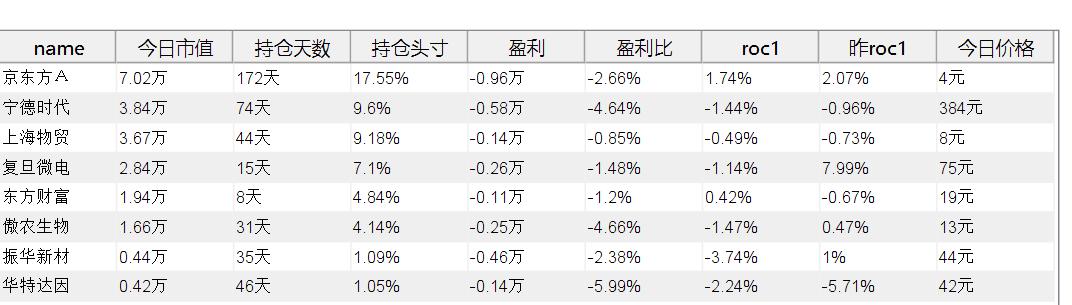 name 今日市值 持仓天数 持仓头寸 盈利 盈利比 roc1 昨roc1 今日价格
京东方Ａ 7.02万 172天 17.55% -0.96万 -2.66% 1.74% 2.07% 4元
宁德时代 3.84万 74天 9.6% -0.58万 -4.64% -1.44% -0.96% 384元
上海物贸 3.67万 44天 9.18% -0.14万 -0.85% -0.49% -0.73% 8元
复旦微电 2.84万 15天 7.1% -0.26万 -1.48% -1.14% 7.99% 75元
东方财富 1.94万 8天 4.84% -0.11万 -1.2% 0.42% -0.67% 19元
傲农生物 1.66万 31天 4.14% -0.25万 -4.66% -1.47% 0.47% 13元
振华新材 0.44万 35天 1.09% -0.46万 -2.38% -3.74% 1% 44元
华特达因 0.42万 46天 1.05% -0.14万 -5.99% -2.24% -5.71% 42元